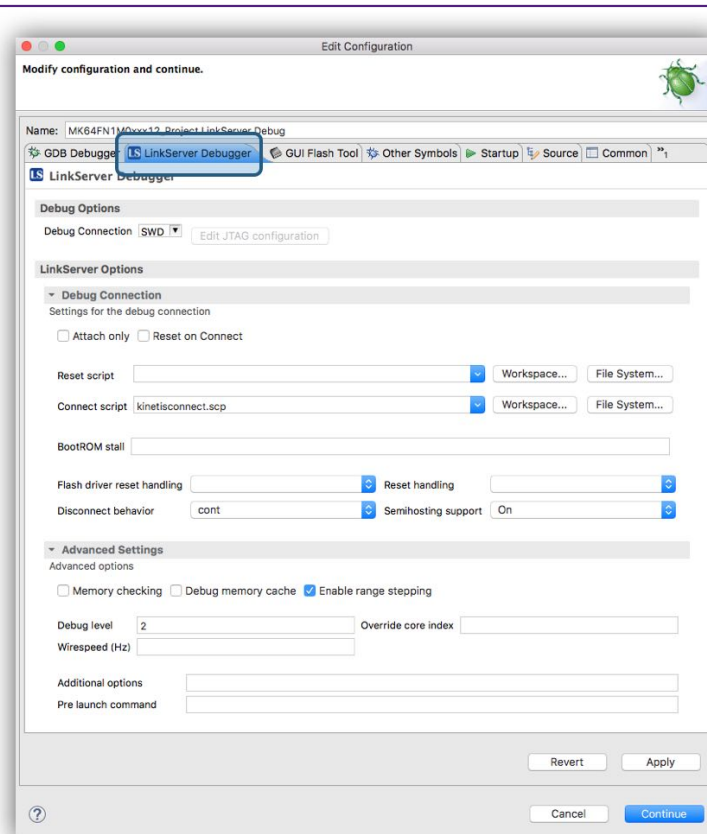 Edit Configuration
Modify configuration and continue.
Name: MK64FN1M0xxx12_Project LinkServer Debug
GDB Debugger LS LinkServer Debugger GUI Flash Tool Other Symbols Startup Source Common »1
LS LinkServer Debugger
Debug Options
Debug Connection SWD Edit JTAG configuration
LinkServer Options
Debug Connection
Settings for the debug connection
Attach only Reset on Connect
Reset script Workspace... File System...
Connect script kinetisconnect.scp Workspace... File System...
BootROM stall
Flash driver reset handling Reset handling
Disconnect behavior cont Semihosting support On
Advanced Settings
Advanced options
Memory checking Debug memory cache Enable range stepping
Debug level 2 Override core index
Wirespeed (Hz)
Additional options
Pre launch command
Revert Apply
? Cancel Continue